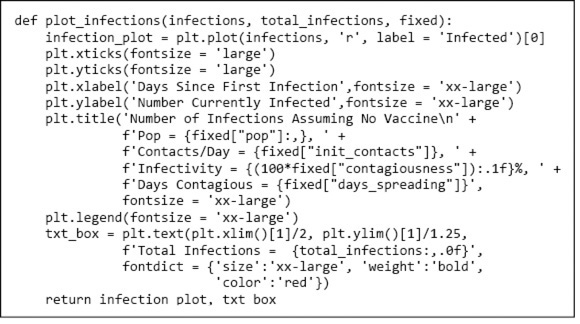 def plot_infections(infections, total_infections, fixed):
    infection_plot = plt.plot(infections, 'r', label = 'Infected')[0]
    plt.xticks(fontsize = 'large')
    plt.yticks(fontsize = 'large')
    plt.xlabel('Days Since First Infection',fontsize = 'xx-large')
    plt.ylabel('Number Currently Infected',fontsize = 'xx-large')
    plt.title('Number of Infections Assuming No Vaccine\n' +
              f'Pop = {fixed["pop"]:,}, ' +
              f'Contacts/Day = {fixed["init_contacts"]}, ' +
              f'Infectivity = {(100*fixed["contagiousness"]):.1f}%, ' +
              f'Days Contagious = {fixed["days_spreading"]}',
              fontsize = 'xx-large')
    plt.legend(fontsize = 'xx-large')
    txt_box = plt.text(plt.xlim()[1]/2, plt.ylim()[1]/1.25,
              f'Total Infections =  {total_infections:,.0f}',
              fontdict = {'size':'xx-large', 'weight':'bold',
                          'color':'red'})
    return infection_plot, txt_box